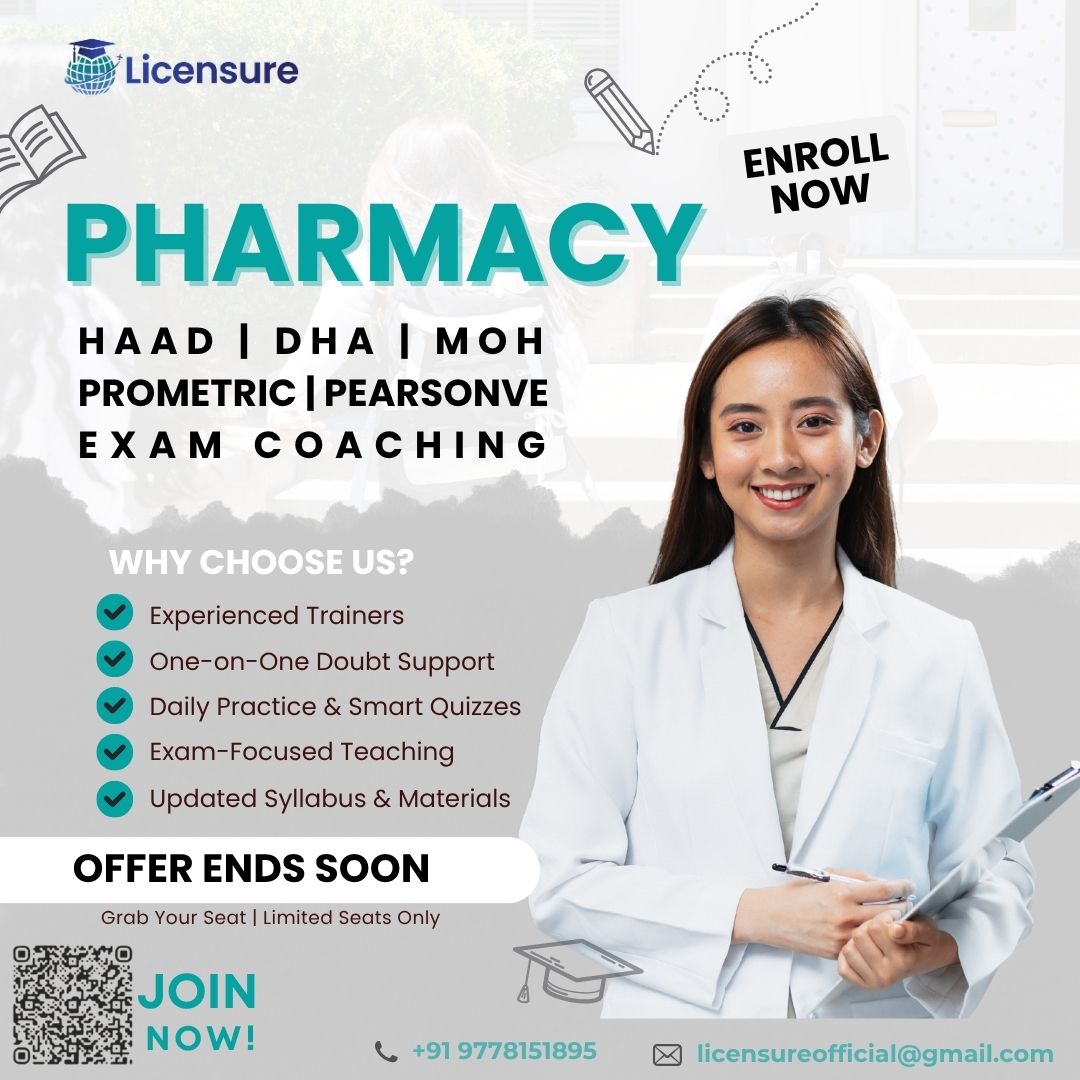 Licensure
ENROLL
NOW
PHARMACY
HAAD | DHA | MOH
PROMETRIC | PEARSONVE
EXAM COACHING
WHY CHOOSE US?
Experienced Trainers
One-on-One Doubt Support
Daily Practice & Smart Quizzes
Exam-Focused Teaching
Updated Syllabus & Materials
OFFER ENDS SOON
Grab Your Seat | Limited Seats Only
JOIN
NOW!
+91 9778151895
licensureofficial@gmail.com